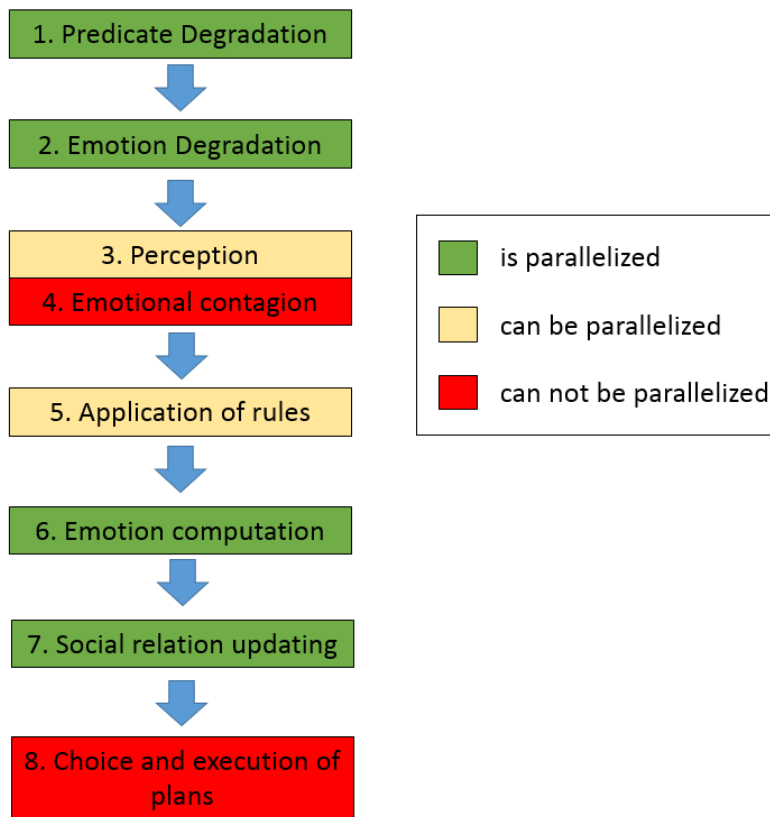 1. Predicate Degradation
2. Emotion Degradation
3. Perception
4. Emotional contagion
5. Application of rules
6. Emotion computation
7. Social relation updating
8. Choice and execution of
plans
is parallelized
can be parallelized
can not be parallelized